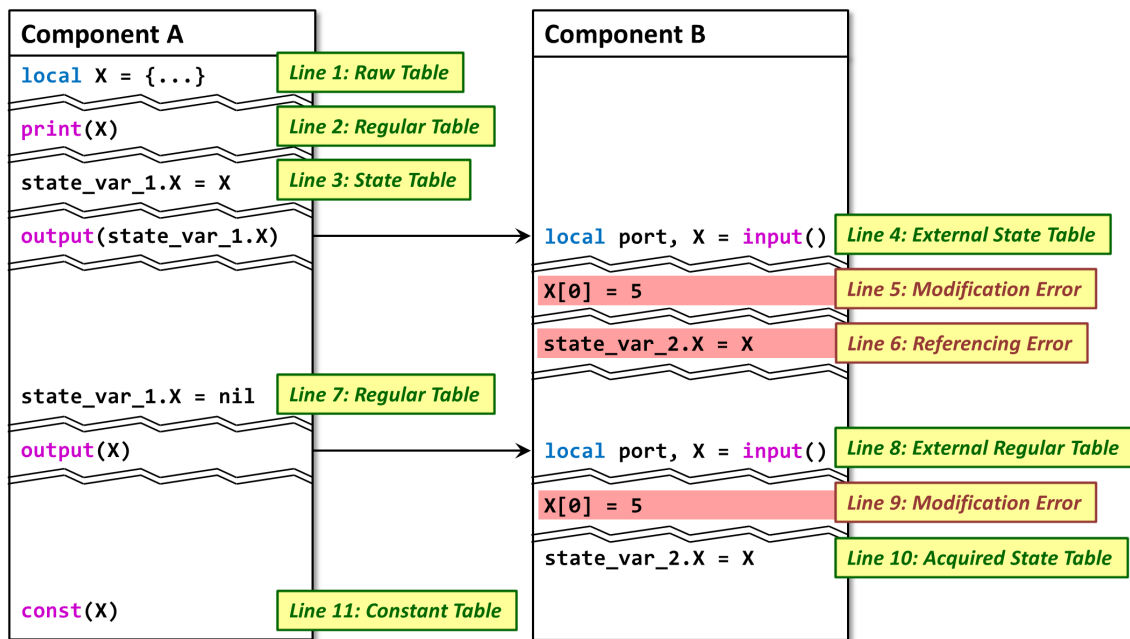 Component A
Component B
local X = {...}
Line 1: Raw Table
print(X)
Line 2: Regular Table
state_var_1.X = X
Line 3: State Table
output(state_var_1.X)
local port, X = input()
Line 4: External State Table
X[0] = 5
Line 5: Modification Error
state_var_2.X = X
Line 6: Referencing Error
state_var_1.X = nil
Line 7: Regular Table
output(X)
local port, X = input()
Line 8: External Regular Table
X[0] = 5
Line 9: Modification Error
state_var_2.X = X
Line 10: Acquired State Table
const(X)
Line 11: Constant Table